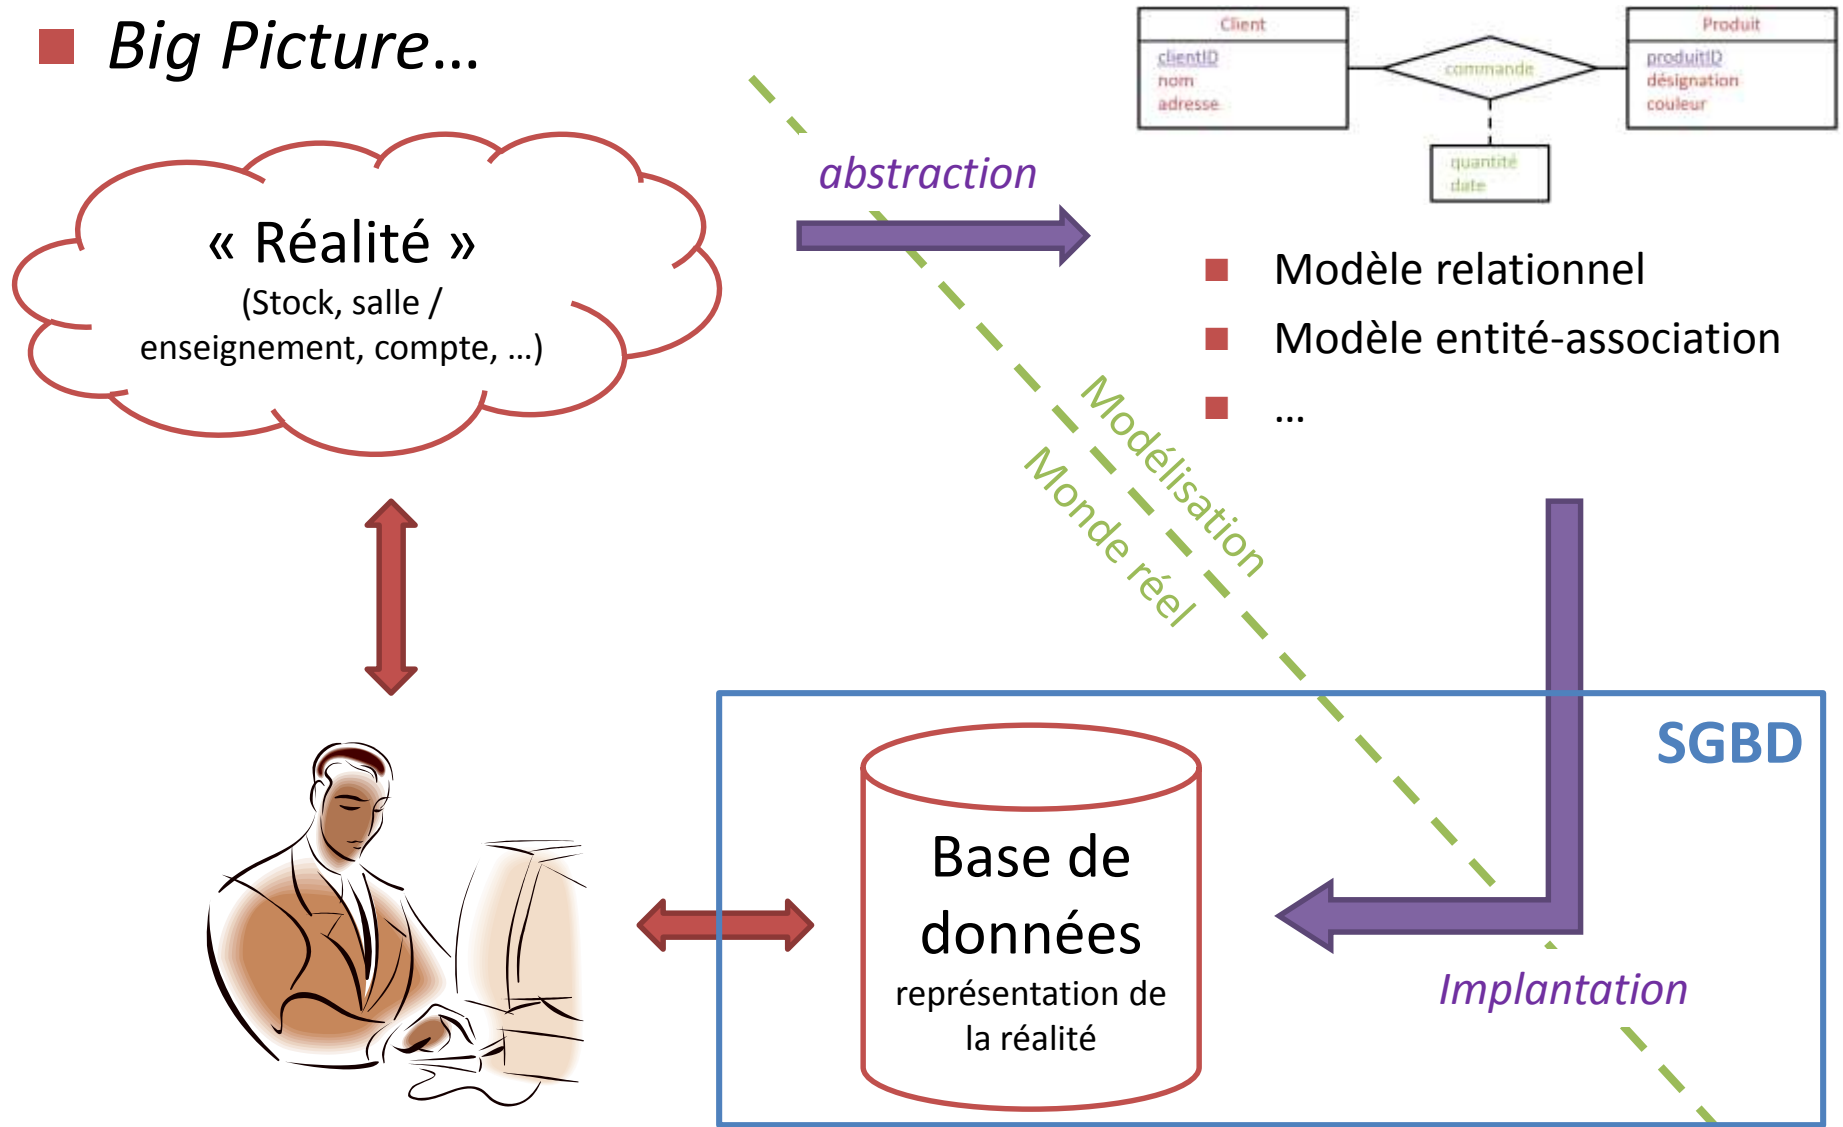 Big Picture…
Client
clientID
nom
adresse
commande
Produit
produitID
désignation
couleur
quantité
date
abstraction
« Réalité »
(Stock, salle /
enseignement, compte, …)
Modèle relationnel
Modèle entité-association
…
Modélisation
Monde réel
SGBD
Base de
données
représentation de
la réalité
Implantation